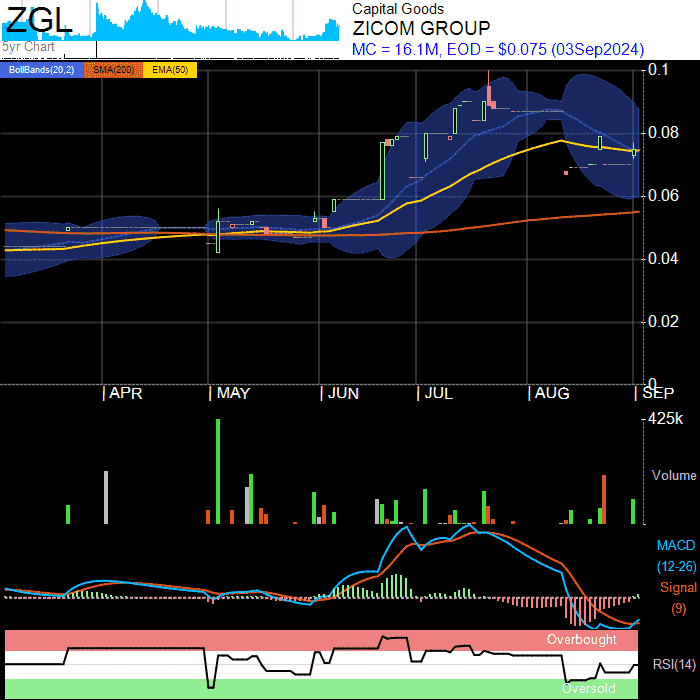 ZGL
5yr Chart
Capital Goods
ZICOM GROUP
MC = 16.1M, EOD = $0.075 (03Sep2024)
BollBands(20,2) SMA(200) EMA(50)
0.1
0.08
0.06
0.04
0.02
0
| APR | MAY | JUN | JUL | AUG | SEP
425k
Volume
MACD
(12-26)
Signal
(9)
Overbought
RSI(14)
Oversold